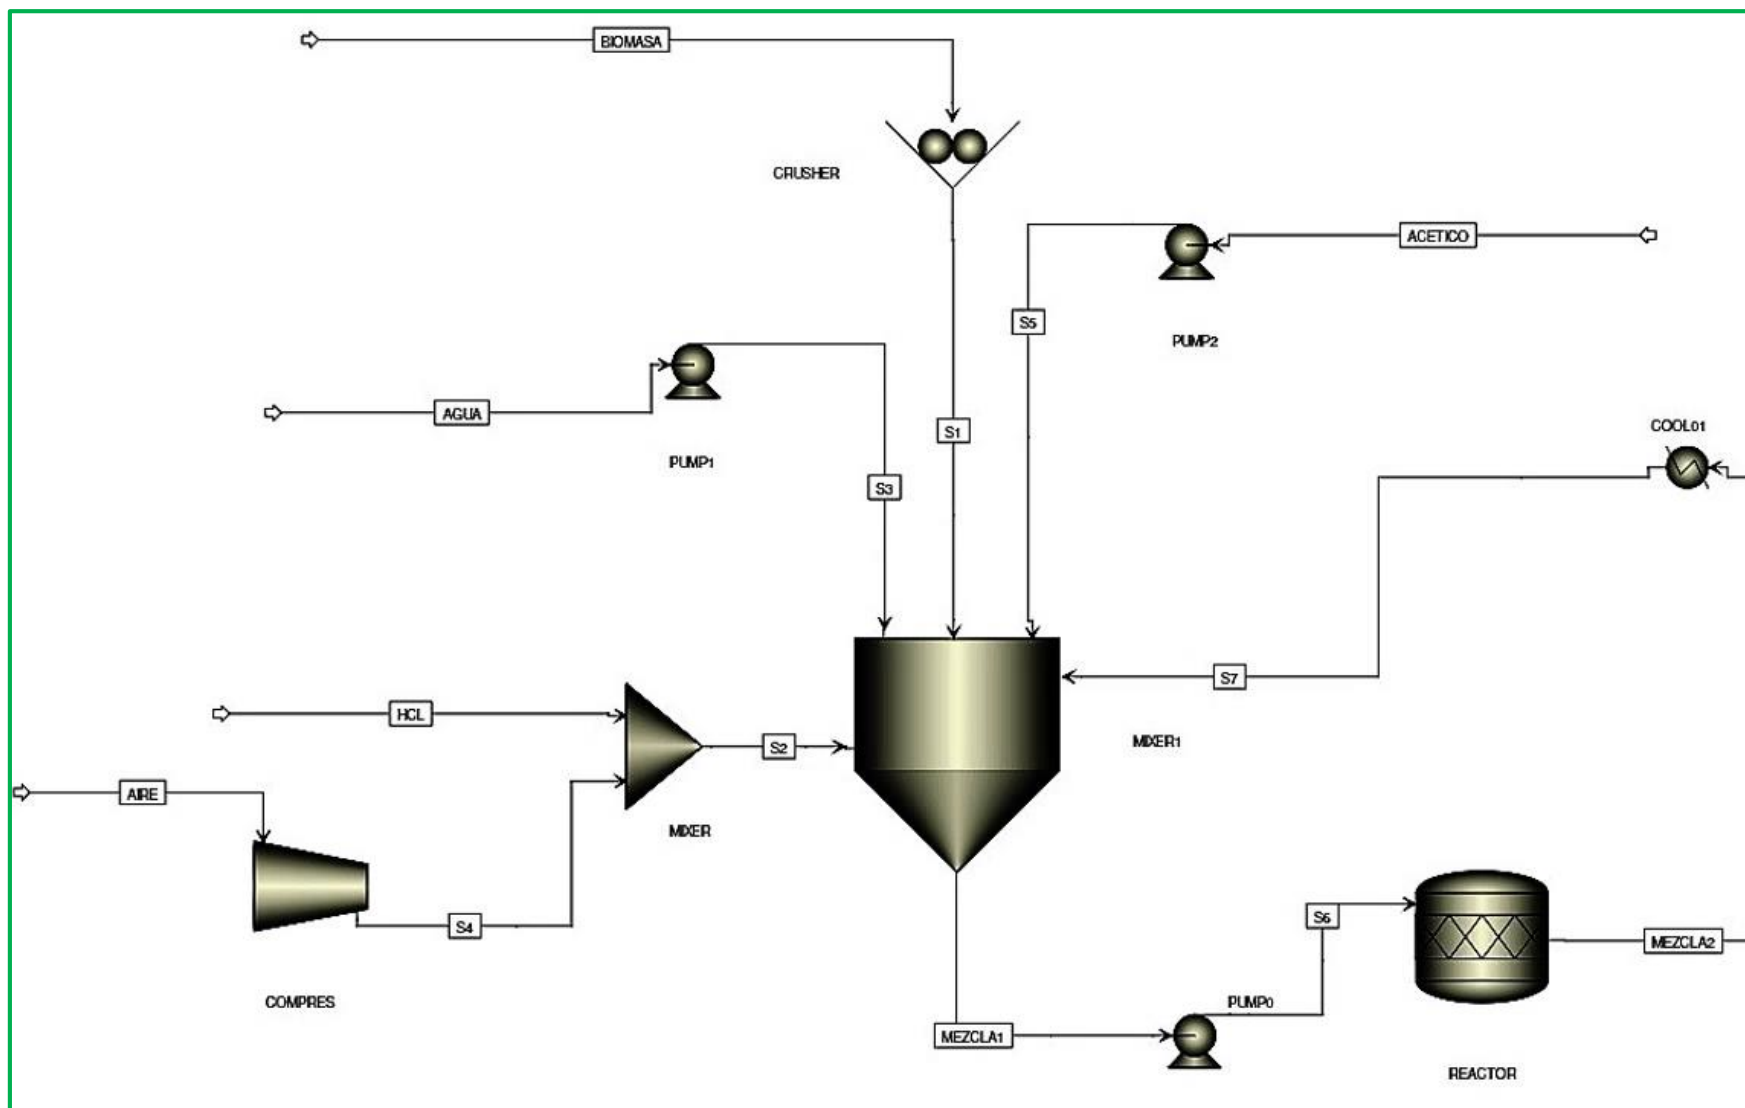 BIOMASA
CRUSHER
ACETICO
S5
PUMP2
AGUA
PUMP1
S1
COOL01
S3
S7
HCL
S2
MIXER1
AIRE
MIXER
S4
S6
MEZCLA2
COMPRES
PUMP0
MEZCLA1
REACTOR